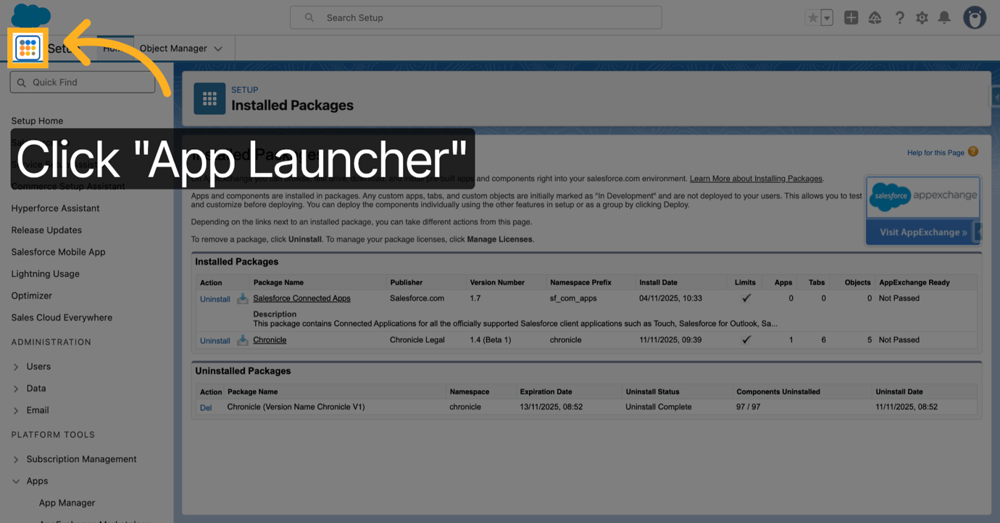 Search Setup
Setu
Hom
Object Manager
Quick Find
SETUP
Installed Packages
Setup Home
Click "App Launcher"
Help for this Page
and components right into your salesforce.com environment. Learn More about Installing Packages.
Commerce Setup Assistant
Apps and components are installed in packages. Any custom apps, tabs, and custom objects are initially marked as "In Development" and are not deployed to your users. This allows you to test
and customize before deploying. You can deploy the components individually using the other features in setup or as a group by clicking Deploy.
salesforce appexchange
Hyperforce Assistant
Depending on the links next to an installed package, you can take different actions from this page.
Release Updates
Visit AppExchange »
To remove a package, click Uninstall. To manage your package licenses, click Manage Licenses.
Salesforce Mobile App
Installed Packages
Lightning Usage
Action Package Name Publisher Version Number Namespace Prefix Install Date Limits Apps Tabs Objects AppExchange Ready
Optimizer
Uninstall Salesforce Connected Apps Salesforce.com 1.7 sf_com_apps 04/11/2025, 10:33 ✓ 0 0 0 Not Passed
Sales Cloud Everywhere
Description
This package contains Connected Applications for all the officially supported Salesforce client applications such as Touch, Salesforce for Outlook, Sa...
ADMINISTRATION
Uninstall Chronicle Chronicle Legal 1.4 (Beta 1) chronicle 11/11/2025, 09:39 ✓ 1 6 5 Not Passed
Users
Uninstalled Packages
Data
Action Package Name Namespace Expiration Date Uninstall Status Components Uninstalled Uninstall Date
Email
Del Chronicle (Version Name Chronicle V1) chronicle 13/11/2025, 08:52 Uninstall Complete 97 / 97 11/11/2025, 08:52
PLATFORM TOOLS
Subscription Management
Apps
App Manager